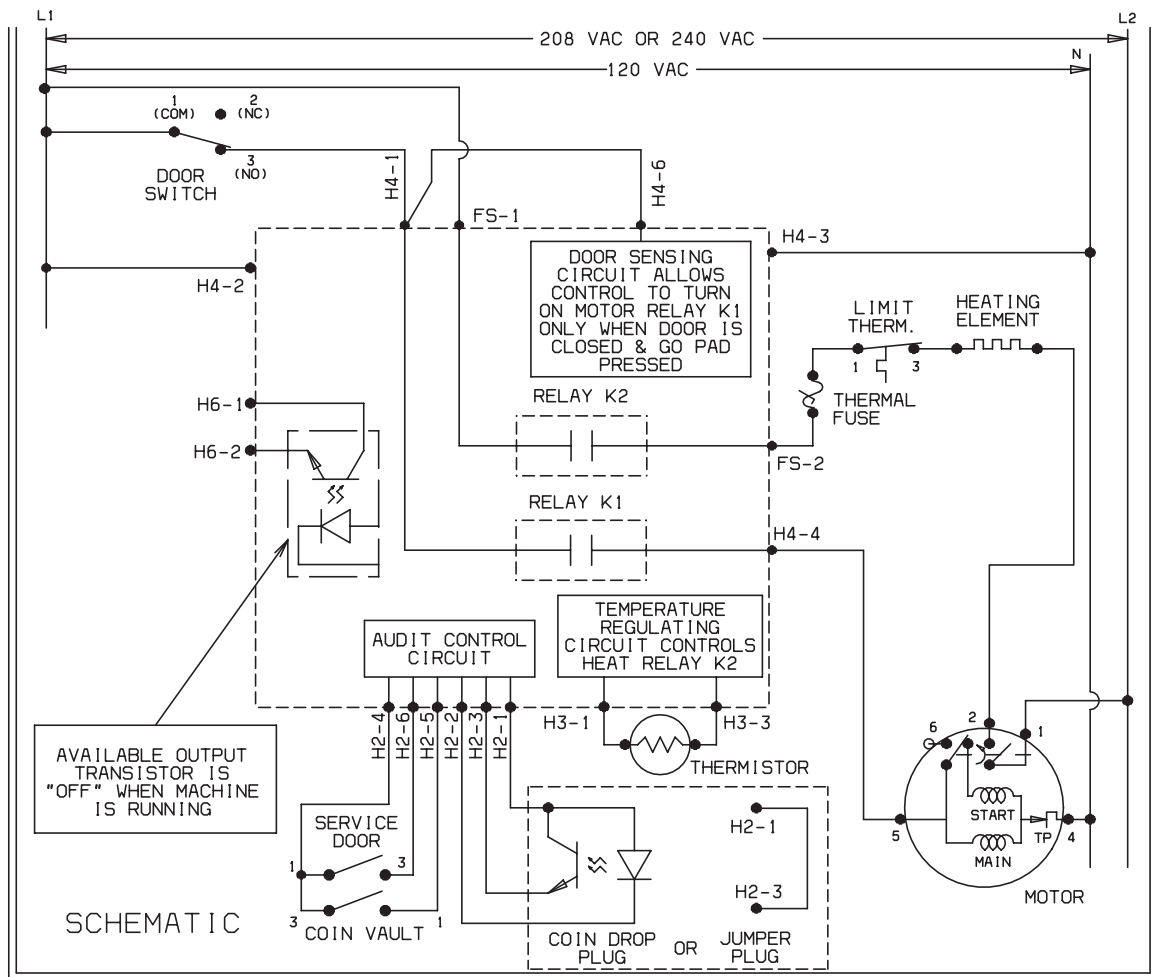 L1
L2
208 VAC OR 240 VAC
N
120 VAC
1
(COM)
2
(NC)
3
(NO)
DOOR
SWITCH
H4-1
H4-6
FS-1
H4-3
H4-2
DOOR SENSING
CIRCUIT ALLOWS
CONTROL TO TURN
ON MOTOR RELAY K1
ONLY WHEN DOOR IS
CLOSED & GO PAD
PRESSED
LIMIT
THERM.
HEATING
ELEMENT
1
3
THERMAL
FUSE
H6-1
H6-2
RELAY K2
FS-2
RELAY K1
H4-4
AUDIT CONTROL
CIRCUIT
TEMPERATURE
REGULATING
CIRCUIT CONTROLS
HEAT RELAY K2
H2-4
H2-6
H2-5
H2-2
H2-3
H2-1
H3-1
H3-3
THERMISTOR
AVAILABLE OUTPUT
TRANSISTOR IS
"OFF" WHEN MACHINE
IS RUNNING
6
2
1
START
5
TP
4
MAIN
MOTOR
SERVICE
DOOR
1
3
3
1
COIN VAULT
H2-1
H2-3
COIN DROP
PLUG
OR
JUMPER
PLUG
SCHEMATIC